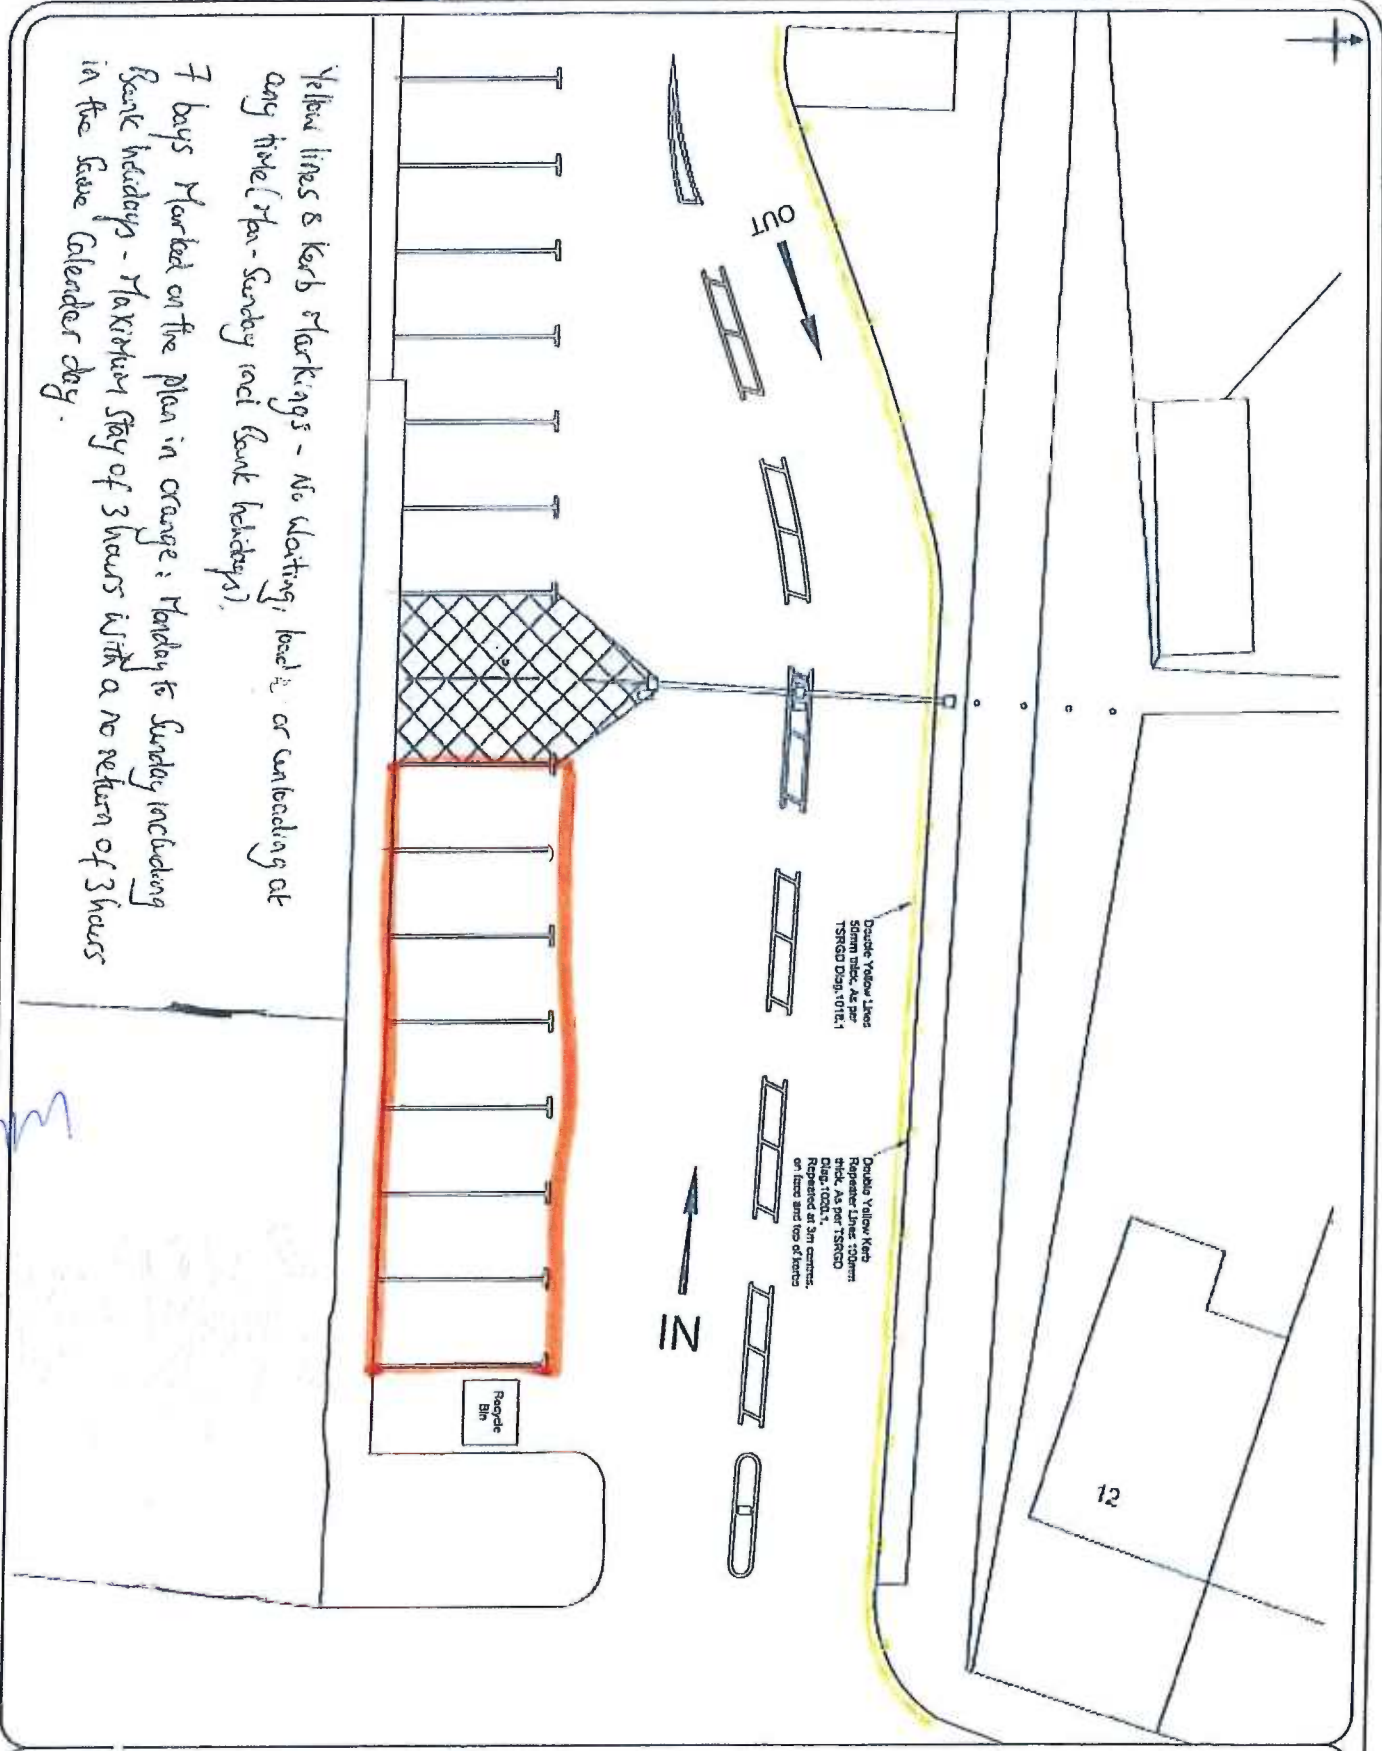 Yellow lines & Kerb Markings - No Waiting, or unloading at
any time (Mon - Sunday incl Bank holidays).
7 bays Marked on the plan in orange : Monday to Sunday including
Bank holidays - Maximum stay of 3 hours with a no return of 3 hours
in the same Calender day.
OUT
IN
Double Yellow Lines
50mm thick. As per
TSRGD Diag.1018.1
Double Yellow Kerb
Repeater Lines 100mm
thick. As per TSRGD
Diag.1020.1.
Repeated at 3m centres.
on face and top of kerbs
Recycle
Bin
12